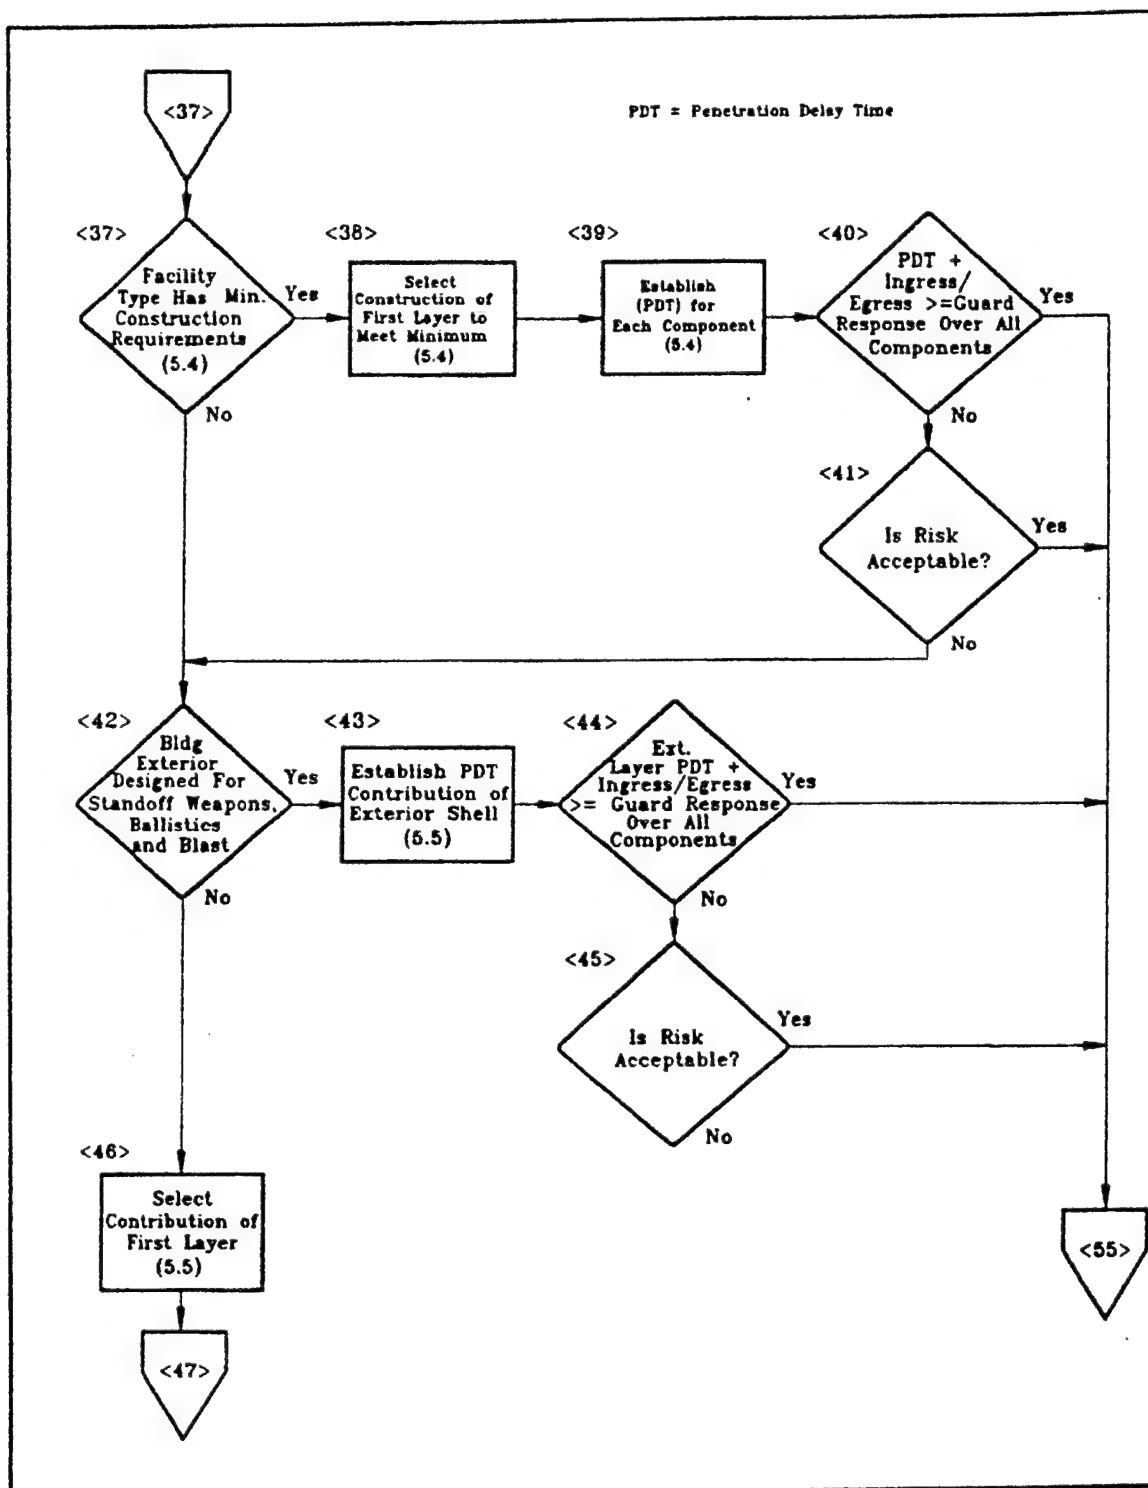 <37>
PDT = Penetration Delay Time
<37>
Facility
Type Has Min.
Construction
Requirements
(5.4)
Yes
No
<38>
Select
Construction of
First Layer to
Meet Minimum
(5.4)
<39>
Establish
(PDT) for
Each Component
(5.4)
<40>
PDT +
Ingress/
Egress >=Guard
Response Over All
Components
Yes
No
<41>
Is Risk
Acceptable?
Yes
No
<42>
Bldg
Exterior
Designed For
Standoff Weapons,
Ballistics
and Blast
Yes
No
<43>
Establish PDT
Contribution of
Exterior Shell
(5.5)
<44>
Ext.
Layer PDT +
Ingress/Egress
>= Guard Response
Over All
Components
Yes
No
<45>
Is Risk
Acceptable?
Yes
No
<46>
Select
Contribution of
First Layer
(5.5)
<47>
<55>